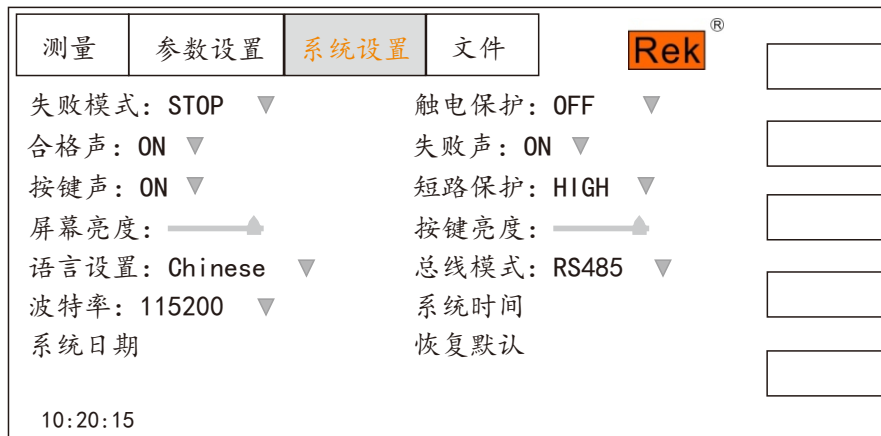 测量 参数设置 系统设置 文件 Rek®
失败模式：STOP 触电保护：OFF
合格声：ON 失败声：ON
按键声：ON 短路保护：HIGH
屏幕亮度： 按键亮度：
语言设置：Chinese 总线模式：RS485
波特率：115200 系统时间
系统日期 恢复默认
10:20:15